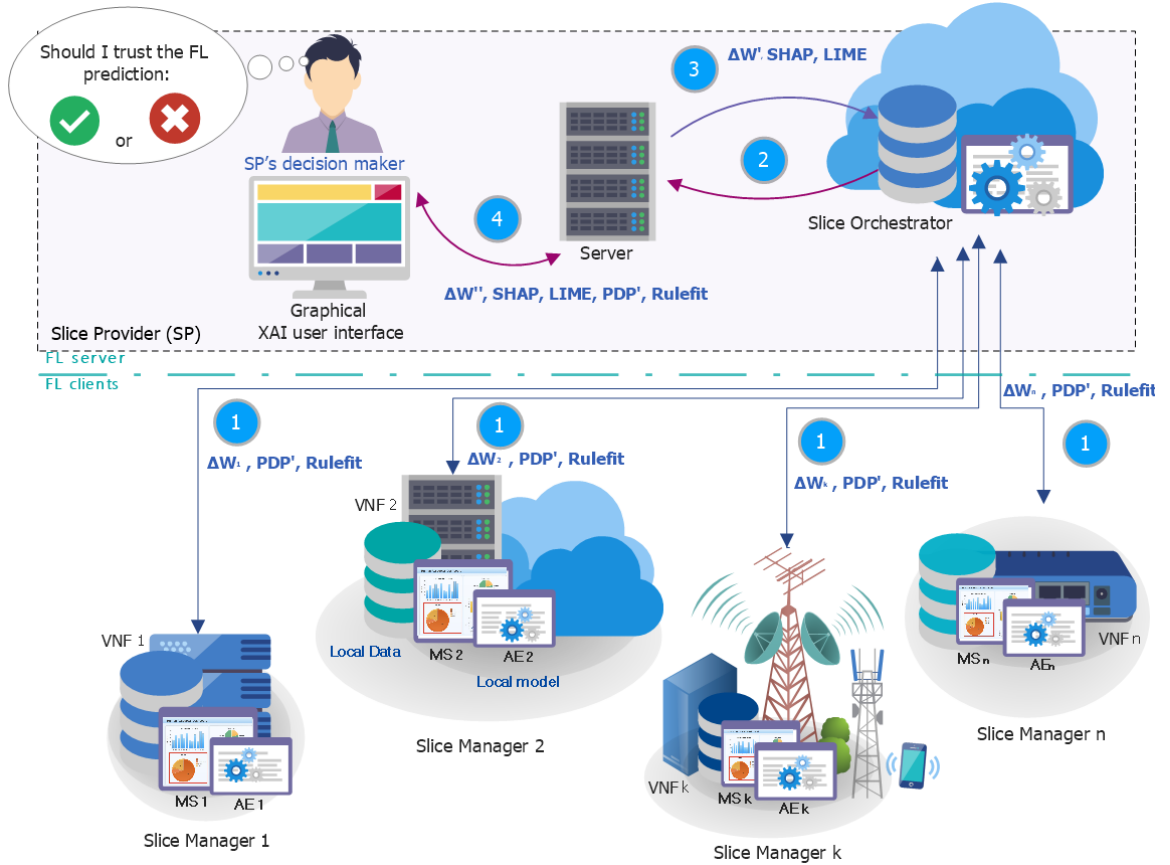 Should I trust the FL
prediction:
or
SP's decision maker
Graphical
XAI user interface
Slice Provider (SP)
4
ΔW'', SHAP, LIME, PDP', Rulefit
Server
3
ΔW', SHAP, LIME
2
Slice Orchestrator
FL server
FL clients
1
ΔW₁ , PDP', Rulefit
1
ΔW₂ , PDP', Rulefit
1
ΔWₖ , PDP', Rulefit
ΔWₙ , PDP', Rulefit
1
VNF 1
MS 1
AE 1
Slice Manager 1
VNF 2
Local Data
MS 2
AE 2
Local model
Slice Manager 2
VNF k
MS k
AE k
Slice Manager k
MS n
AE n
VNF n
Slice Manager n